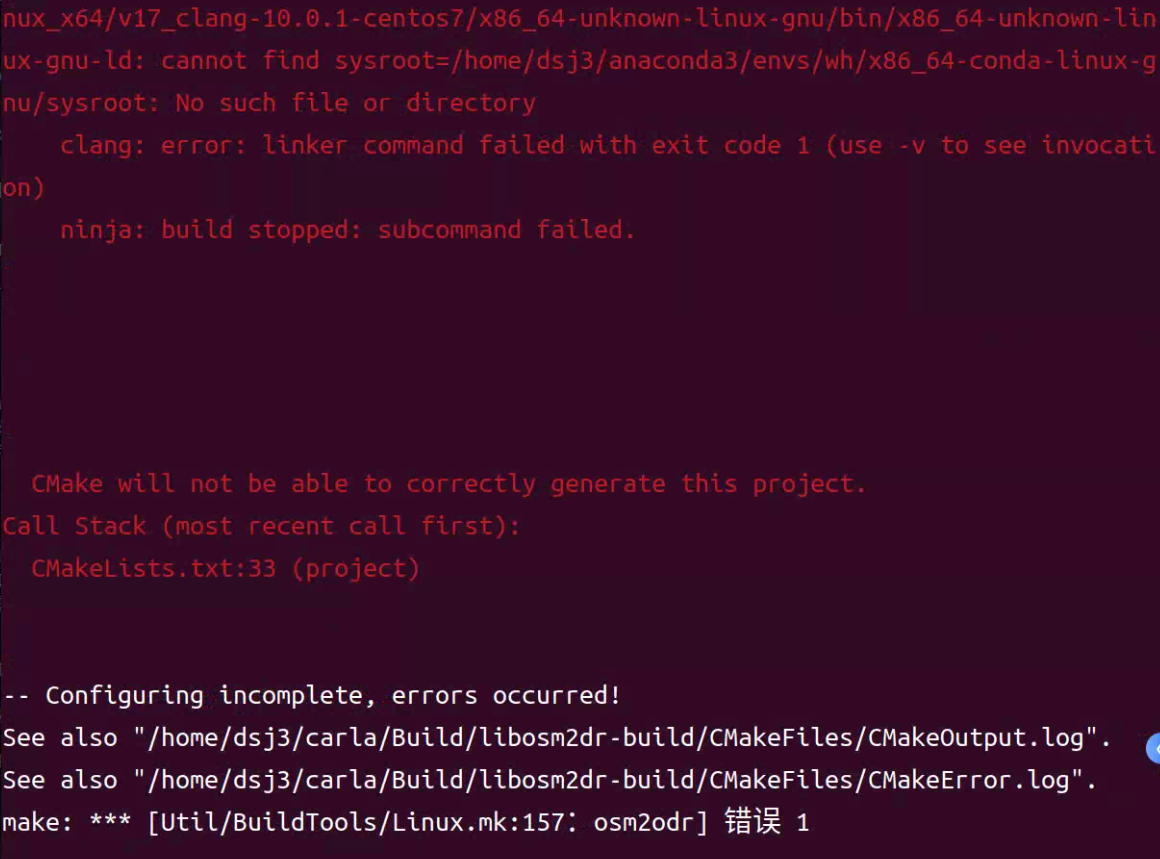 nux_x64/v17_clang-10.0.1-centos7/x86_64-unknown-linux-gnu/bin/x86_64-unknown-lin
ux-gnu-ld: cannot find sysroot=/home/dsj3/anaconda3/envs/wh/x86_64-conda-linux-g
nu/sysroot: No such file or directory
clang: error: linker command failed with exit code 1 (use -v to see invocati
on)
ninja: build stopped: subcommand failed.
CMake will not be able to correctly generate this project.
Call Stack (most recent call first):
CMakeLists.txt:33 (project)
-- Configuring incomplete, errors occurred!
See also "/home/dsj3/carla/Build/libosm2dr-build/CMakeFiles/CMakeOutput.log".
See also "/home/dsj3/carla/Build/libosm2dr-build/CMakeFiles/CMakeError.log".
make: *** [Util/BuildTools/Linux.mk:157：osm2odr] 错误 1